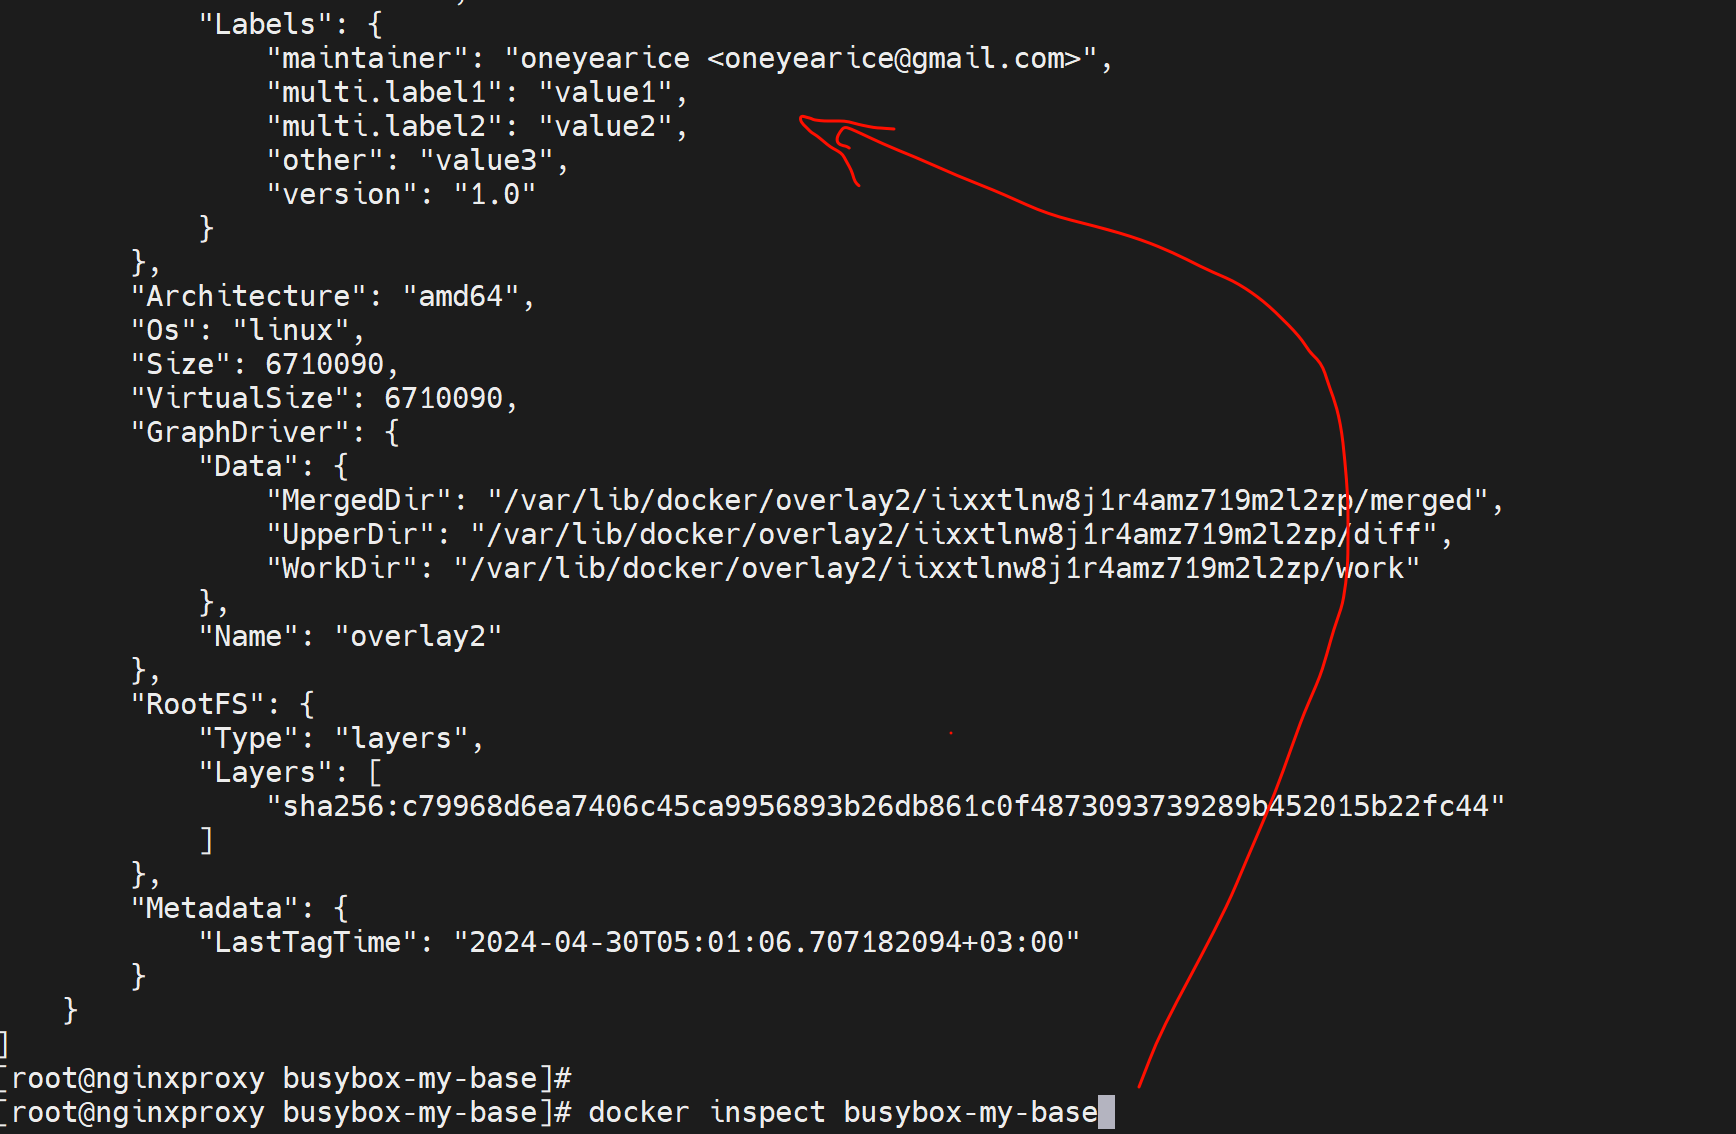 "Labels": {
"maintainer": "oneyearice <oneyearice@gmail.com>",
"multi.label1": "value1",
"multi.label2": "value2",
"other": "value3",
"version": "1.0"
}
},
"Architecture": "amd64",
"Os": "linux",
"Size": 6710090,
"VirtualSize": 6710090,
"GraphDriver": {
"Data": {
"MergedDir": "/var/lib/docker/overlay2/iixxtlnw8j1r4amz719m2l2zp/merged",
"UpperDir": "/var/lib/docker/overlay2/iixxtlnw8j1r4amz719m2l2zp/diff",
"WorkDir": "/var/lib/docker/overlay2/iixxtlnw8j1r4amz719m2l2zp/work"
},
"Name": "overlay2"
},
"RootFS": {
"Type": "layers",
"Layers": [
"sha256:c79968d6ea7406c45ca9956893b26db861c0f4873093739289b452015b22fc44"
]
},
"Metadata": {
"LastTagTime": "2024-04-30T05:01:06.707182094+03:00"
}
}
]
[root@nginxproxy busybox-my-base]#
[root@nginxproxy busybox-my-base]# docker inspect busybox-my-base